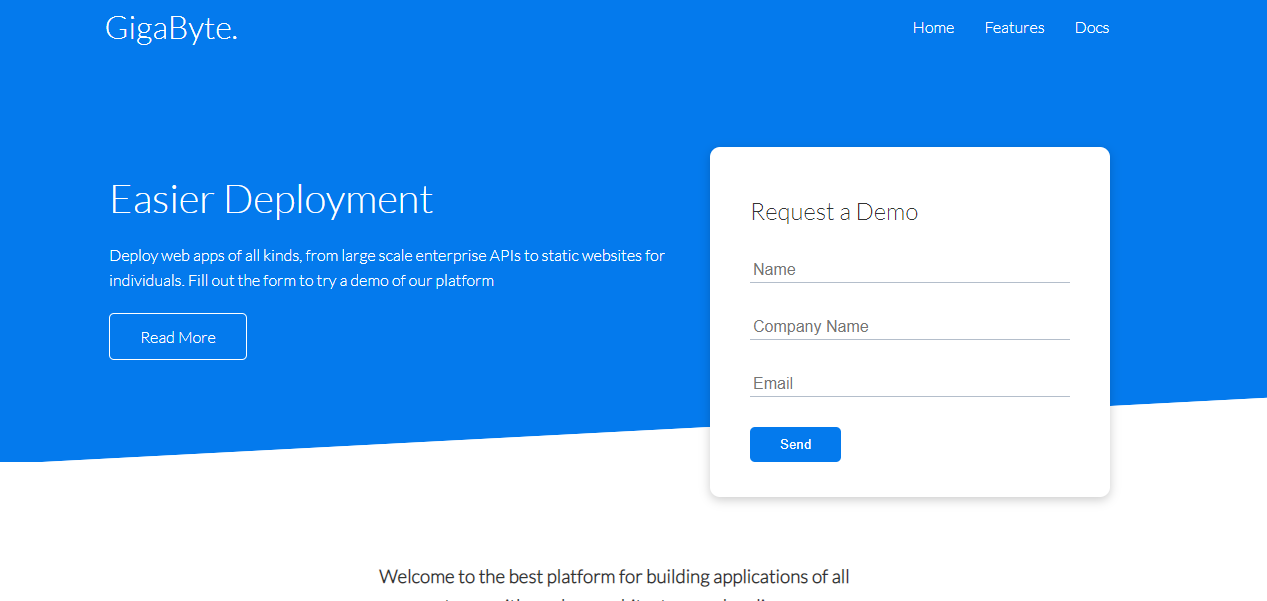 GigaByte.
Home Features Docs
Easier Deployment
Deploy web apps of all kinds, from large scale enterprise APIs to static websites for
individuals. Fill out the form to try a demo of our platform
Read More
Request a Demo
Name
Company Name
Email
Send
Welcome to the best platform for building applications of all